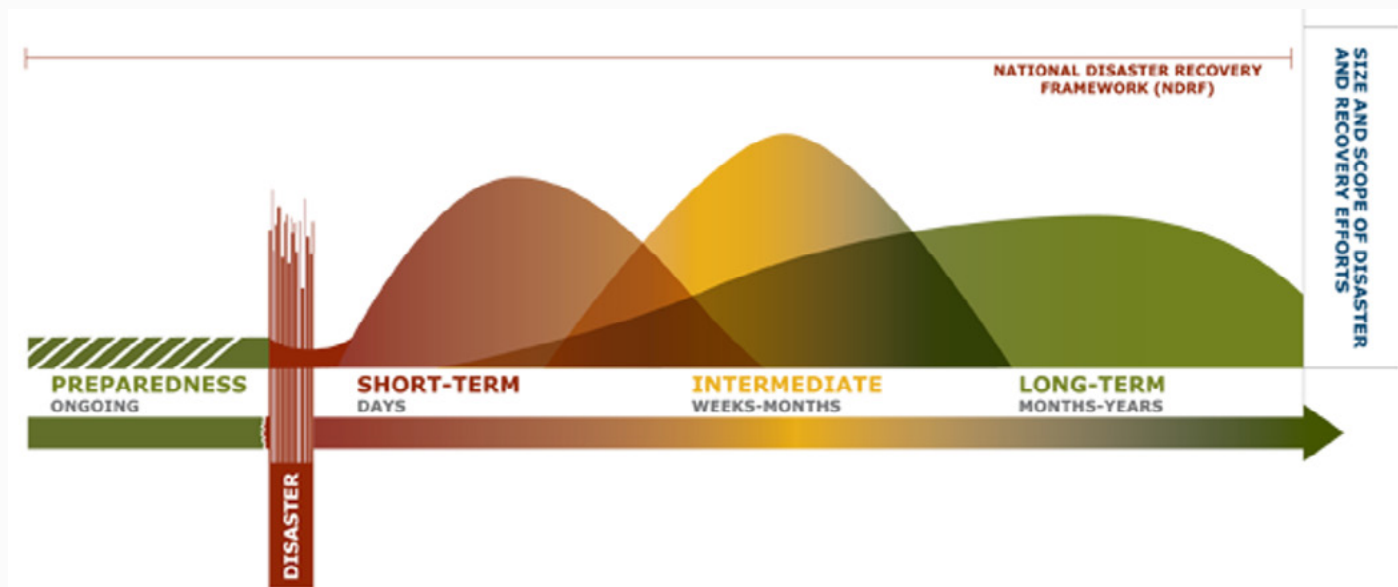 NATIONAL DISASTER RECOVERY
FRAMEWORK (NDRF)
SIZE AND SCOPE OF DISASTER
AND RECOVERY EFFORTS
PREPAREDNESS
ONGOING
SHORT-TERM
DAYS
INTERMEDIATE
WEEKS-MONTHS
LONG-TERM
MONTHS-YEARS
DISASTER